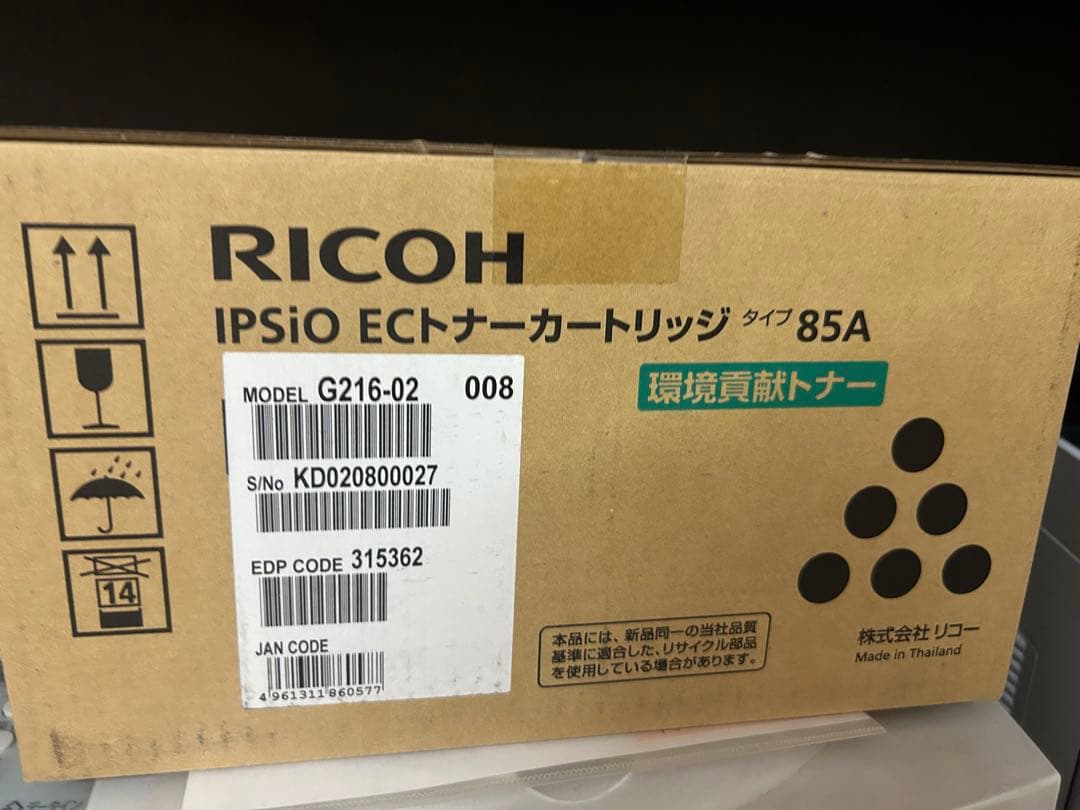 RICOH
IPSiO ECトナーカートリッジ タイプ 85A
環境貢献トナー
MODEL G216-02 008
S/No KD020800027
EDP CODE 315362
JAN CODE
4 961311 860577
14
本品には、新品同一の当社品質
基準に適合した、リサイクル部品
を使用している場合があります。
株式会社 リコー
Made in Thailand